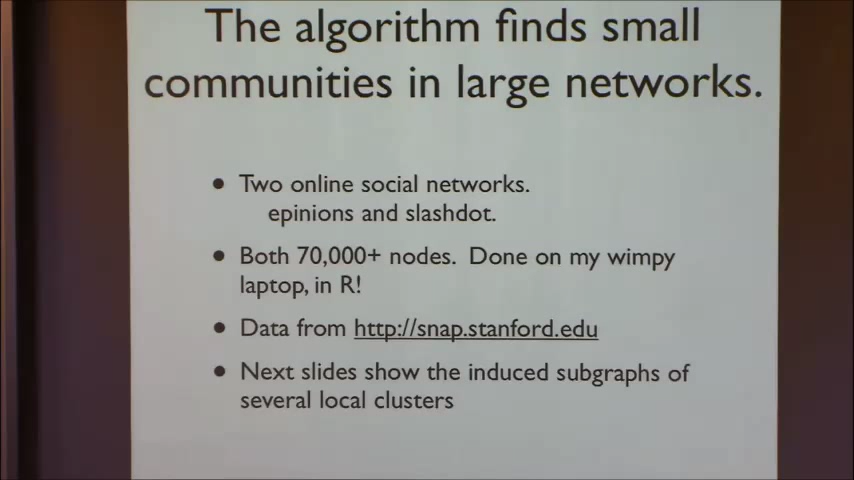 The algorithm finds small
communities in large networks.
• Two online social networks.
epinions and slashdot.
• Both 70,000+ nodes. Done on my wimpy
laptop, in R!
• Data from http://snap.stanford.edu
• Next slides show the induced subgraphs of
several local clusters